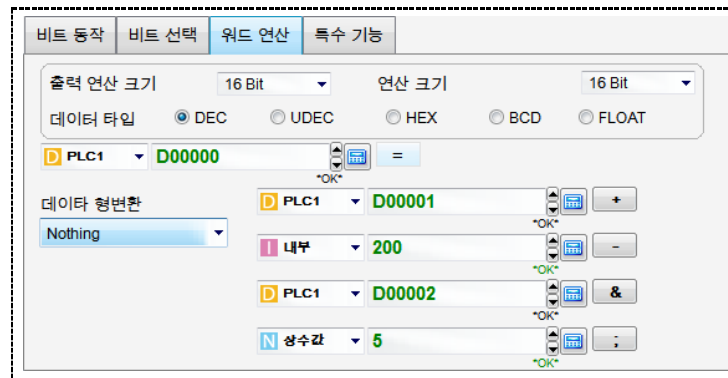 비트 동작 비트 선택 워드 연산 특수 기능
출력 연산 크기 16 Bit 연산 크기 16 Bit
데이터 타입 DEC UDEC HEX BCD FLOAT
D PLC1 D00000 =
*OK*
데이타 형변환 D PLC1 D00001 +
*OK*
Nothing I 내부 200 -
*OK*
D PLC1 D00002 &
*OK*
N 상수값 5 ;
*OK*